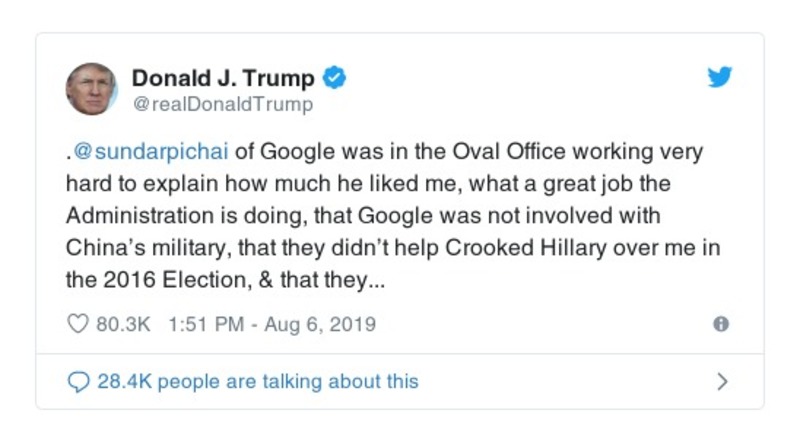 Donald J. Trump
@realDonaldTrump
.@sundarpichai of Google was in the Oval Office working very
hard to explain how much he liked me, what a great job the
Administration is doing, that Google was not involved with
China’s military, that they didn’t help Crooked Hillary over me in
the 2016 Election, & that they...
80.3K 1:51 PM - Aug 6, 2019
28.4K people are talking about this